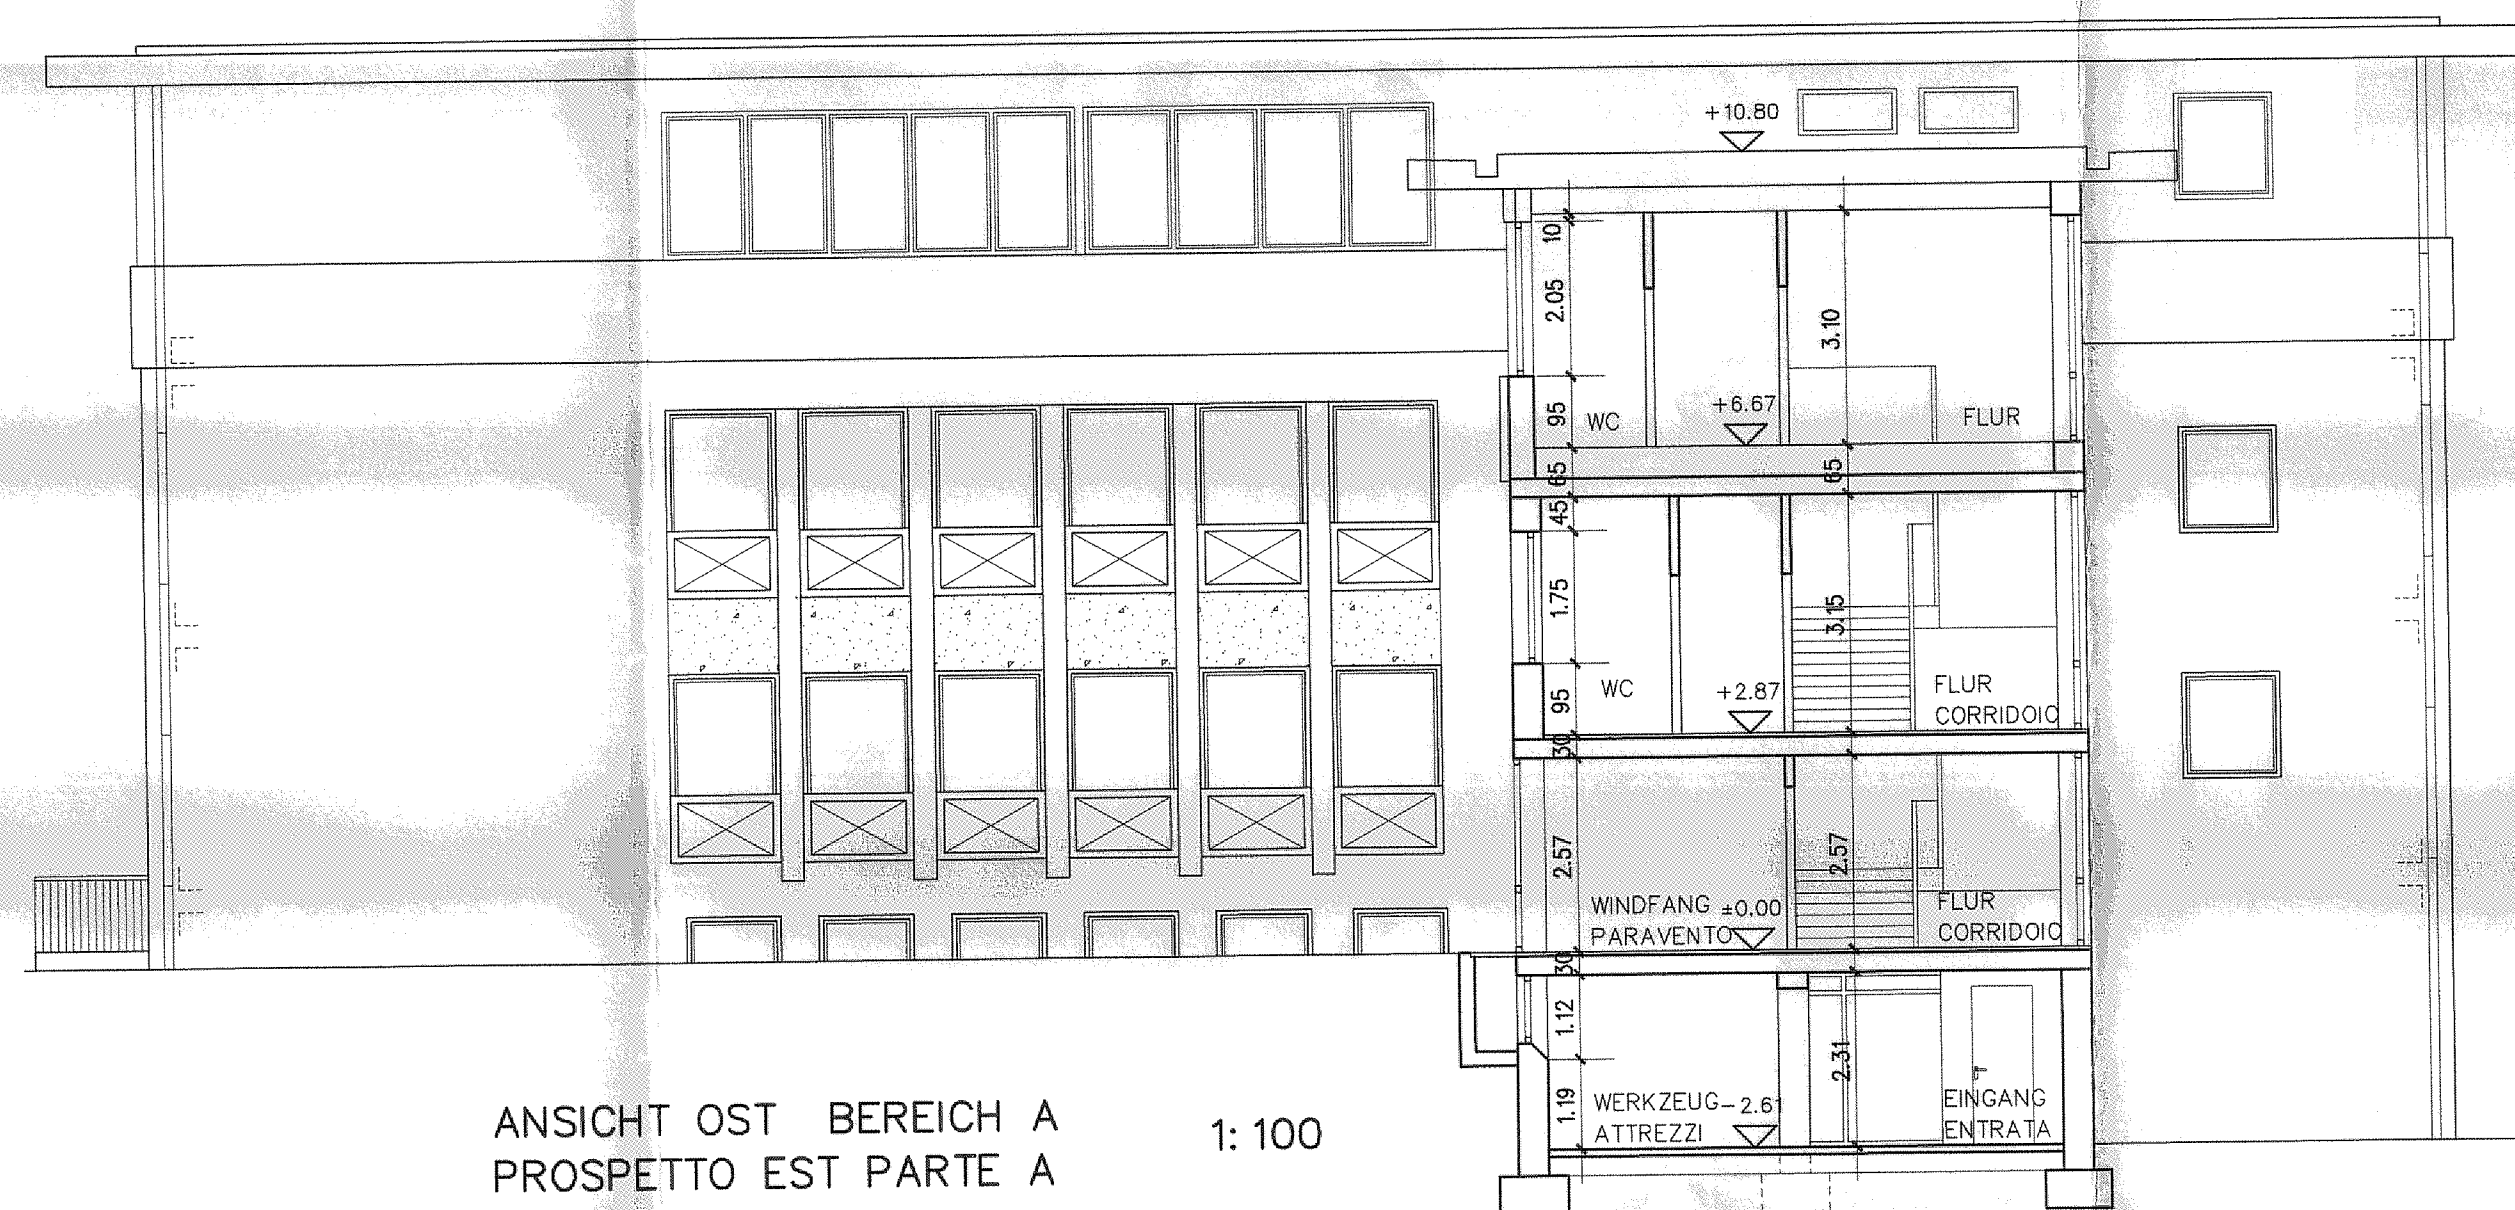 +10.80
10
2.05
3.10
95
WC
+6.67
FLUR
65
65
45
1.75
3.15
95
WC
+2.87
FLUR
CORRIDOIO
30
2.57
2.57
WINDFANG ±0.00
PARAVENTO
FLUR
CORRIDOIO
30
1.12
2.31
1.19
WERKZEUG -2.61
ATTREZZI
EINGANG
ENTRATA
ANSICHT OST BEREICH A
PROSPETTO EST PARTE A
1: 100